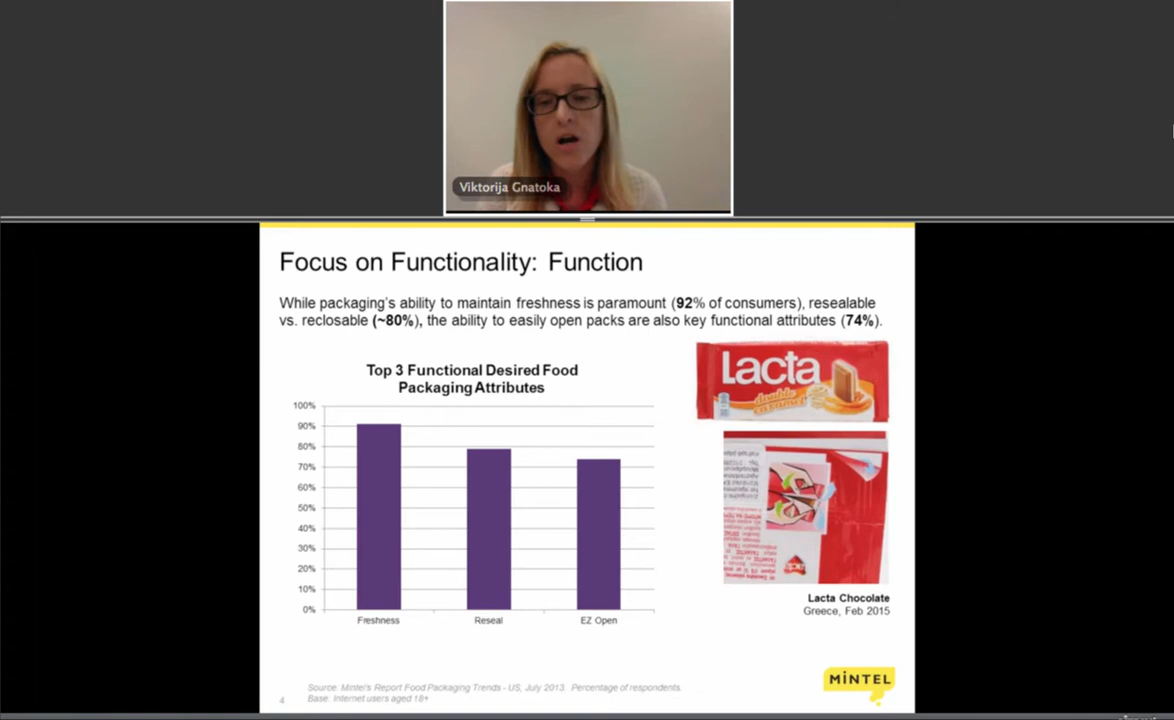 Viktorija Gnatoka
Focus on Functionality: Function
While packaging's ability to maintain freshness is paramount (92% of consumers), resealable
vs. reclosable (~80%), the ability to easily open packs are also key functional attributes (74%).
Top 3 Functional Desired Food
Packaging Attributes
100%
90%
80%
70%
60%
50%
40%
30%
20%
10%
0%
Freshness
Reseal
EZ Open
Lacta
double
caramel
Lacta Chocolate
Greece, Feb 2015
Source: Mintel's Report Food Packaging Trends - US, July 2013. Percentage of respondents.
Base: Internet users aged 18+
4
MINTEL